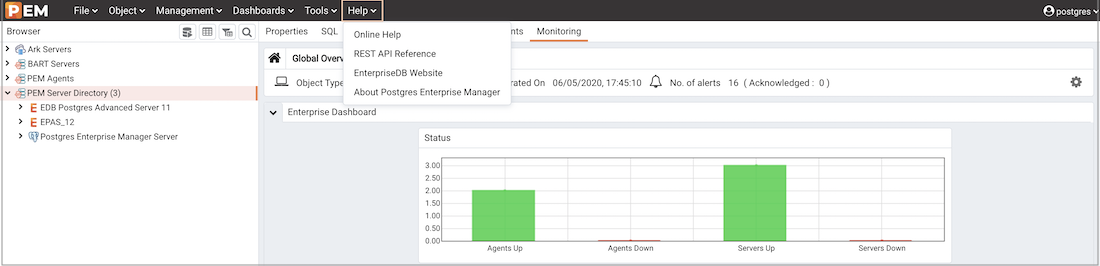 PEM File Object Management Dashboards Tools Help postgres
Browser Properties SQL nts Monitoring
Online Help
REST API Reference
EnterpriseDB Website
About Postgres Enterprise Manager
Ark Servers
BART Servers
PEM Agents
PEM Server Directory (3)
EDB Postgres Advanced Server 11
EPAS_12
Postgres Enterprise Manager Server
Global Overv
Object Type rated On 06/05/2020, 17:45:10 No. of alerts 16 ( Acknowledged : 0 )
Enterprise Dashboard
Status
3.00
2.50
2.00
1.50
1.00
0.50
0.00
Agents Up Agents Down Servers Up Servers Down